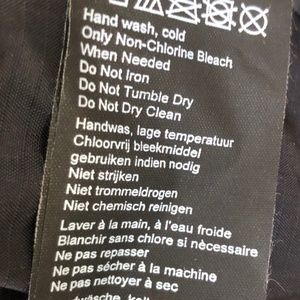 Hand wash, cold
Only Non-Chlorine Bleach
When Needed
Do Not Iron
Do Not Tumble Dry
Do Not Dry Clean
Handwas, lage temperatuur
Chloorvrij bleekmiddel
gebruiken indien nodig
Niet strijken
Niet trommeldrogen
Niet chemisch reinigen
Laver à la main, à l'eau froide
Blanchir sans chlore si nècessaire
Ne pas repasser
Ne pas sécher à la machine
Ne pas nettoyer à sec